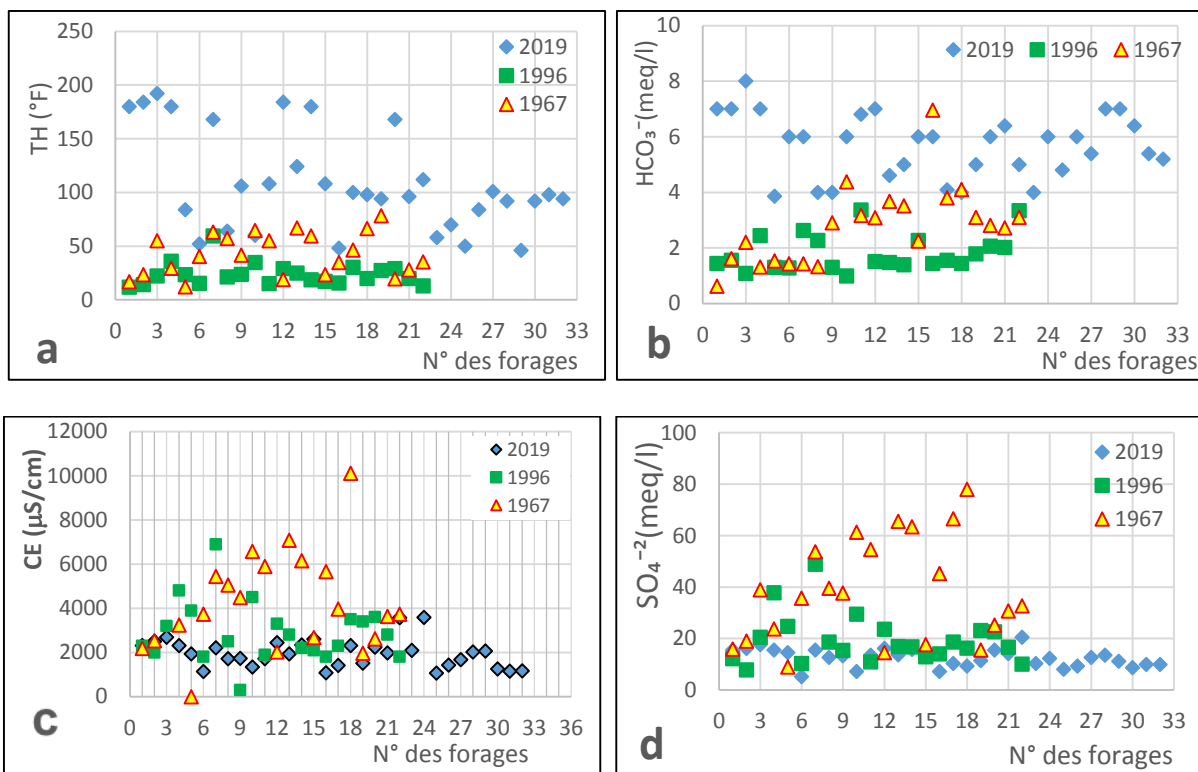 250
200
150
100
50
0
TH (°F)
2019
1996
1967
0 3 6 9 12 15 18 21 24 27 30 33
N° des forages
a
10
8
6
4
2
0
HCO₃⁻(meq/l)
2019 1996 1967
0 3 6 9 12 15 18 21 24 27 30 33
N° des forages
b
12000
10000
8000
6000
4000
2000
0
CE (µS/cm)
2019
1996
1967
0 3 6 9 12 15 18 21 24 27 30 33 36
N° des forages
c
100
80
60
40
20
0
SO₄⁻²(meq/l)
2019
1996
1967
0 3 6 9 12 15 18 21 24 27 30 33
N° des forages
d